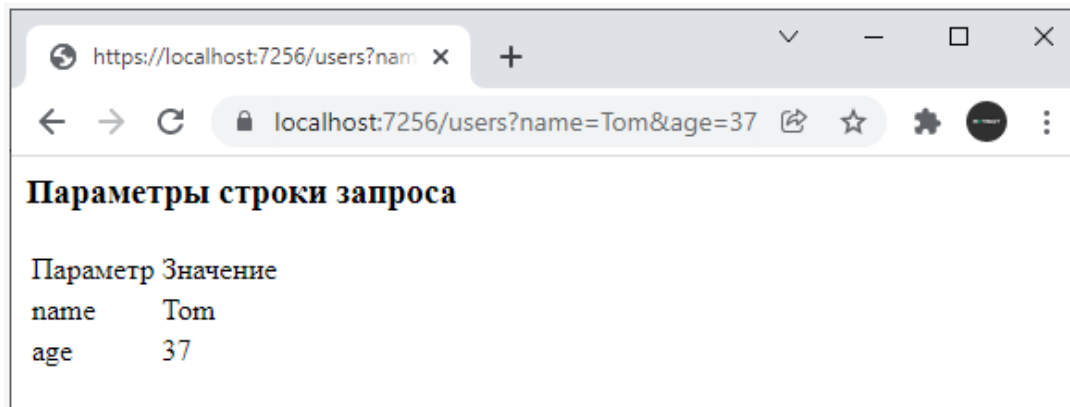 https://localhost:7256/users?nam
localhost:7256/users?name=Tom&age=37
Параметры строки запроса
Параметр Значение
name Tom
age 37